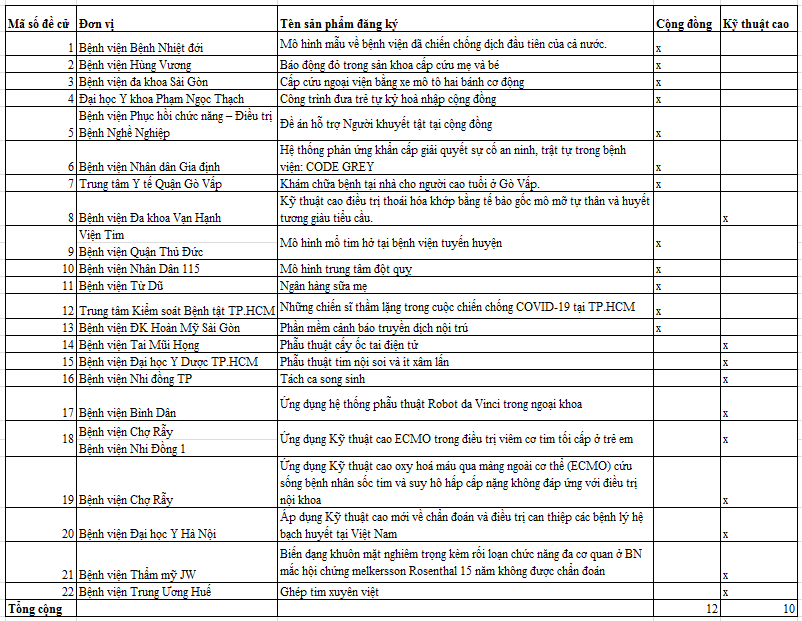 Mã số đề cử Đơn vị Tên sản phẩm đăng ký Cộng đồng Kỹ thuật cao
1 Bệnh viện Bệnh Nhiệt đới Mô hình mẫu về bệnh viện dã chiến chống dịch đầu tiên của cả nước. x
2 Bệnh viện Hùng Vương Báo động đỏ trong sản khoa cấp cứu mẹ và bé x
3 Bệnh viện đa khoa Sài Gòn Cấp cứu ngoại viện bằng xe mô tô hai bánh cơ động x
4 Đại học Y khoa Phạm Ngọc Thạch Công trình đưa trẻ tự kỷ hoà nhập cộng đồng x
Bệnh viện Phục hồi chức năng – Điều trị
5 Bệnh Nghề Nghiệp Đề án hỗ trợ Người khuyết tật tại cộng đồng x
Hệ thống phản ứng khẩn cấp giải quyết sự cố an ninh, trật tự trong bệnh
6 Bệnh viện Nhân dân Gia định viện: CODE GREY x
7 Trung tâm Y tế Quận Gò Vấp Khám chữa bệnh tại nhà cho người cao tuổi ở Gò Vấp. x
Kỹ thuật cao điều trị thoái hóa khớp bằng tế bào gốc mô mỡ tự thân và huyết
8 Bệnh viện Đa khoa Vạn Hạnh tương giàu tiểu cầu. x
Viện Tim
9 Bệnh viện Quận Thủ Đức Mô hình mổ tim hở tại bệnh viện tuyến huyện x
10 Bệnh viện Nhân Dân 115 Mô hình trung tâm đột quỵ x
11 Bệnh viện Từ Dũ Ngân hàng sữa mẹ x
12 Trung tâm Kiểm soát Bệnh tật TP.HCM Những chiến sĩ thầm lặng trong cuộc chiến chống COVID-19 tại TP.HCM x
13 Bệnh viện ĐK Hoàn Mỹ Sài Gòn Phần mềm cảnh báo truyền dịch nội trú x
14 Bệnh viện Tai Mũi Họng Phẫu thuật cấy ốc tai điện tử x
15 Bệnh viện Đại học Y Dược TP.HCM Phẫu thuật tim nội soi và ít xâm lấn x
16 Bệnh viện Nhi đồng TP Tách ca song sinh x
17 Bệnh viện Bình Dân Ứng dụng hệ thống phẫu thuật Robot da Vinci trong ngoại khoa x
Bệnh viện Chợ Rẫy
18 Bệnh viện Nhi Đồng 1 Ứng dụng Kỹ thuật cao ECMO trong điều trị viêm cơ tim tối cấp ở trẻ em x
Ứng dụng Kỹ thuật cao oxy hoá máu qua màng ngoài cơ thể (ECMO) cứu
sống bệnh nhân sốc tim và suy hô hấp cấp nặng không đáp ứng với điều trị
19 Bệnh viện Chợ Rẫy nội khoa x
Áp dụng Kỹ thuật cao mới về chẩn đoán và điều trị can thiệp các bệnh lý hệ
20 Bệnh viện Đại học Y Hà Nội bạch huyết tại Việt Nam x
Biến dạng khuôn mặt nghiêm trọng kèm rối loạn chức năng đa cơ quan ở BN
21 Bệnh viện Thẩm mỹ JW mắc hội chứng melkersson Rosenthal 15 năm không được chẩn đoán x
22 Bệnh viện Trung Ương Huế Ghép tim xuyên việt x
Tổng cộng 12 10